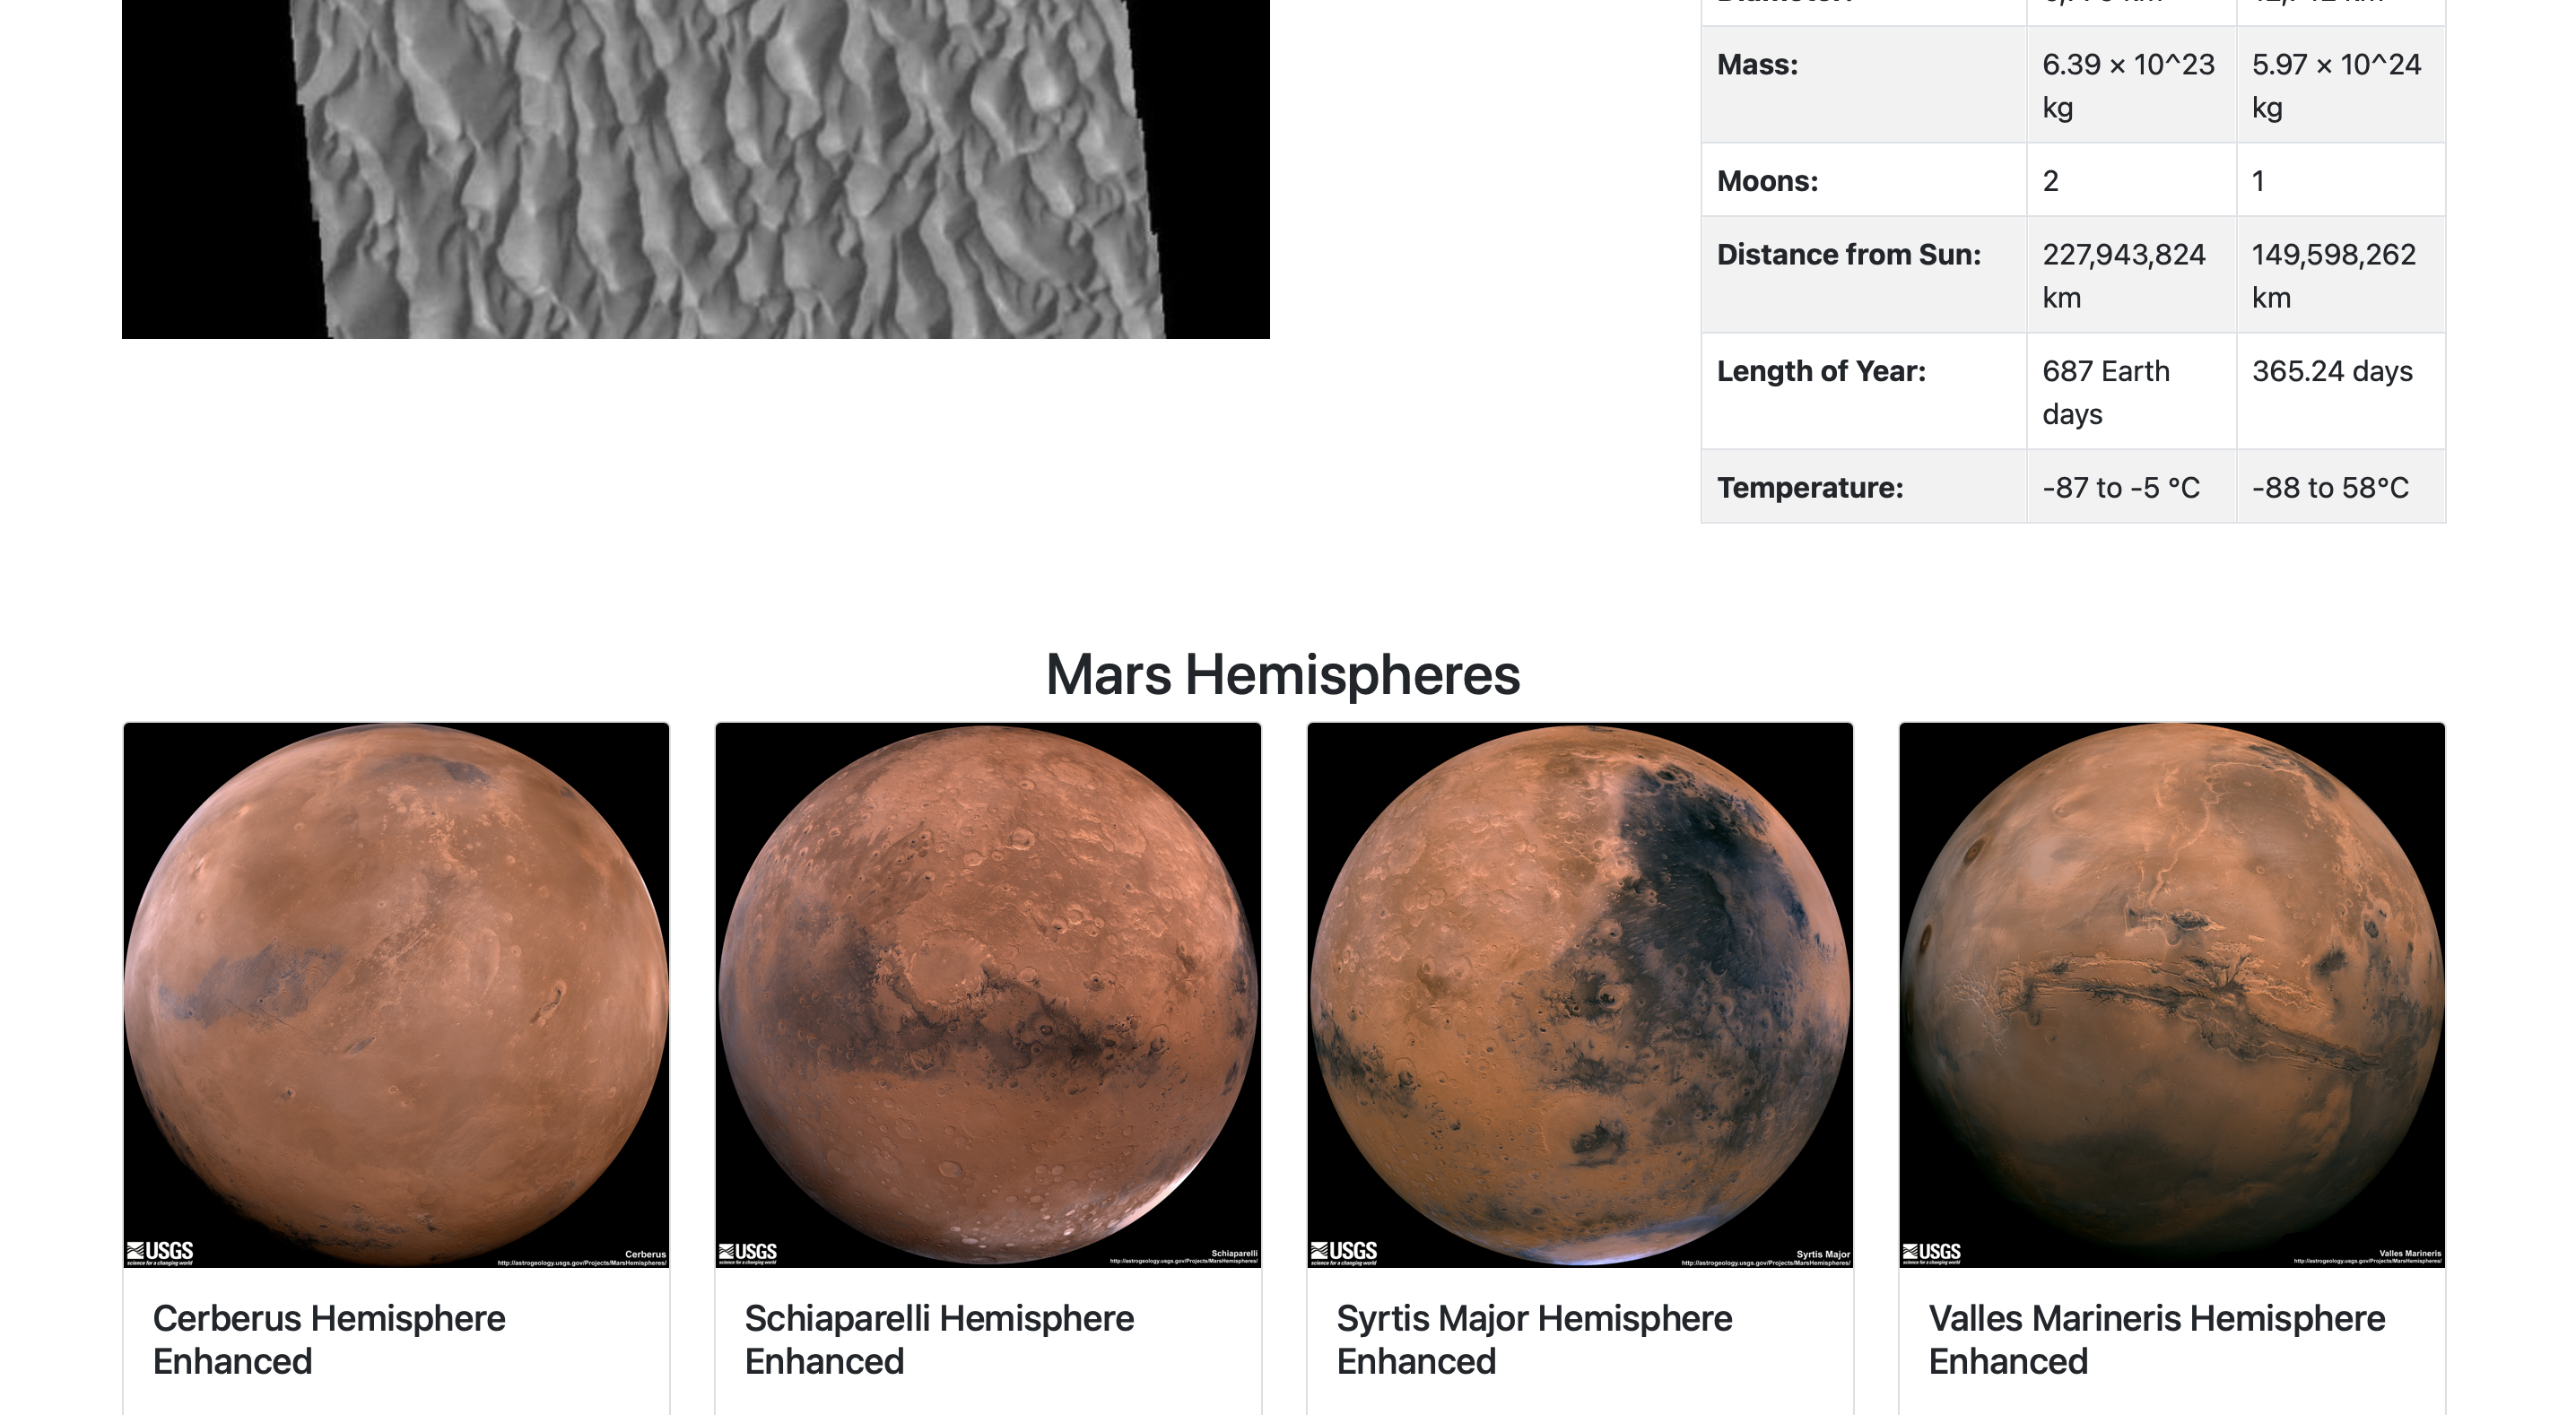 Mass:
6.39 × 10^23
kg
5.97 × 10^24
kg
Moons:
2
1
Distance from Sun:
227,943,824
km
149,598,262
km
Length of Year:
687 Earth
days
365.24 days
Temperature:
-87 to -5 °C
-88 to 58°C
Mars Hemispheres
USGS
science for a changing world
Cerberus
http://astrogeology.usgs.gov/Projects/MarsHemispheres/
USGS
science for a changing world
Schiaparelli
http://astrogeology.usgs.gov/Projects/MarsHemispheres/
USGS
science for a changing world
Syrtis Major
http://astrogeology.usgs.gov/Projects/MarsHemispheres/
USGS
science for a changing world
Valles Marineris
http://astrogeology.usgs.gov/Projects/MarsHemispheres/
Cerberus Hemisphere
Enhanced
Schiaparelli Hemisphere
Enhanced
Syrtis Major Hemisphere
Enhanced
Valles Marineris Hemisphere
Enhanced